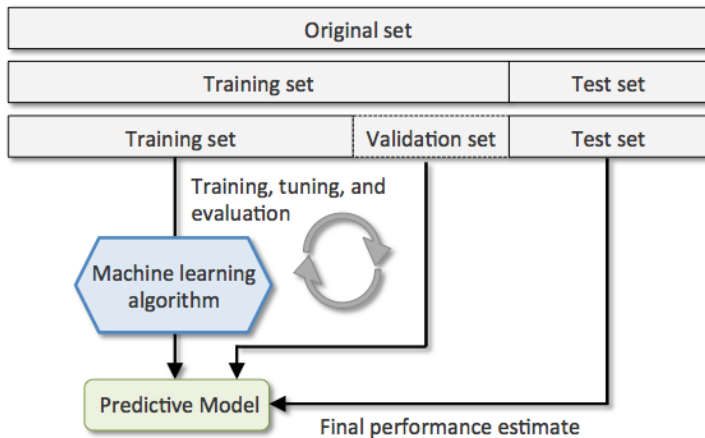 Original set
Training set
Test set
Training set
Validation set
Test set
Training, tuning, and
evaluation
Machine learning
algorithm
Predictive Model
Final performance estimate